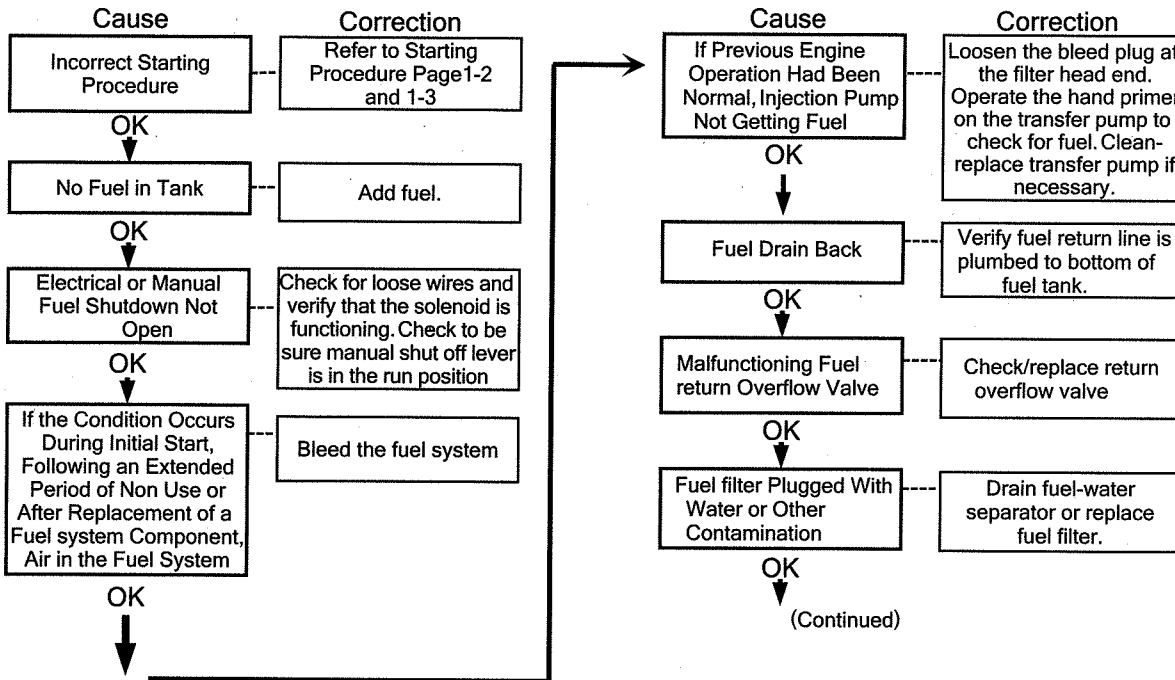 Cause
Correction
Incorrect Starting
Procedure
Refer to Starting
Procedure Page1-2
and 1-3
OK
No Fuel in Tank
Add fuel.
OK
Electrical or Manual
Fuel Shutdown Not
Open
Check for loose wires and
verify that the solenoid is
functioning. Check to be
sure manual shut off lever
is in the run position
OK
If the Condition Occurs
During Initial Start,
Following an Extended
Period of Non Use or
After Replacement of a
Fuel system Component,
Air in the Fuel System
Bleed the fuel system
OK
Cause
Correction
If Previous Engine
Operation Had Been
Normal, Injection Pump
Not Getting Fuel
Loosen the bleed plug at
the filter head end.
Operate the hand primer
on the transfer pump to
check for fuel. Clean-
replace transfer pump if
necessary.
OK
Fuel Drain Back
Verify fuel return line is
plumbed to bottom of
fuel tank.
OK
Malfunctioning Fuel
return Overflow Valve
Check/replace return
overflow valve
OK
Fuel filter Plugged With
Water or Other
Contamination
Drain fuel-water
separator or replace
fuel filter.
OK
(Continued)